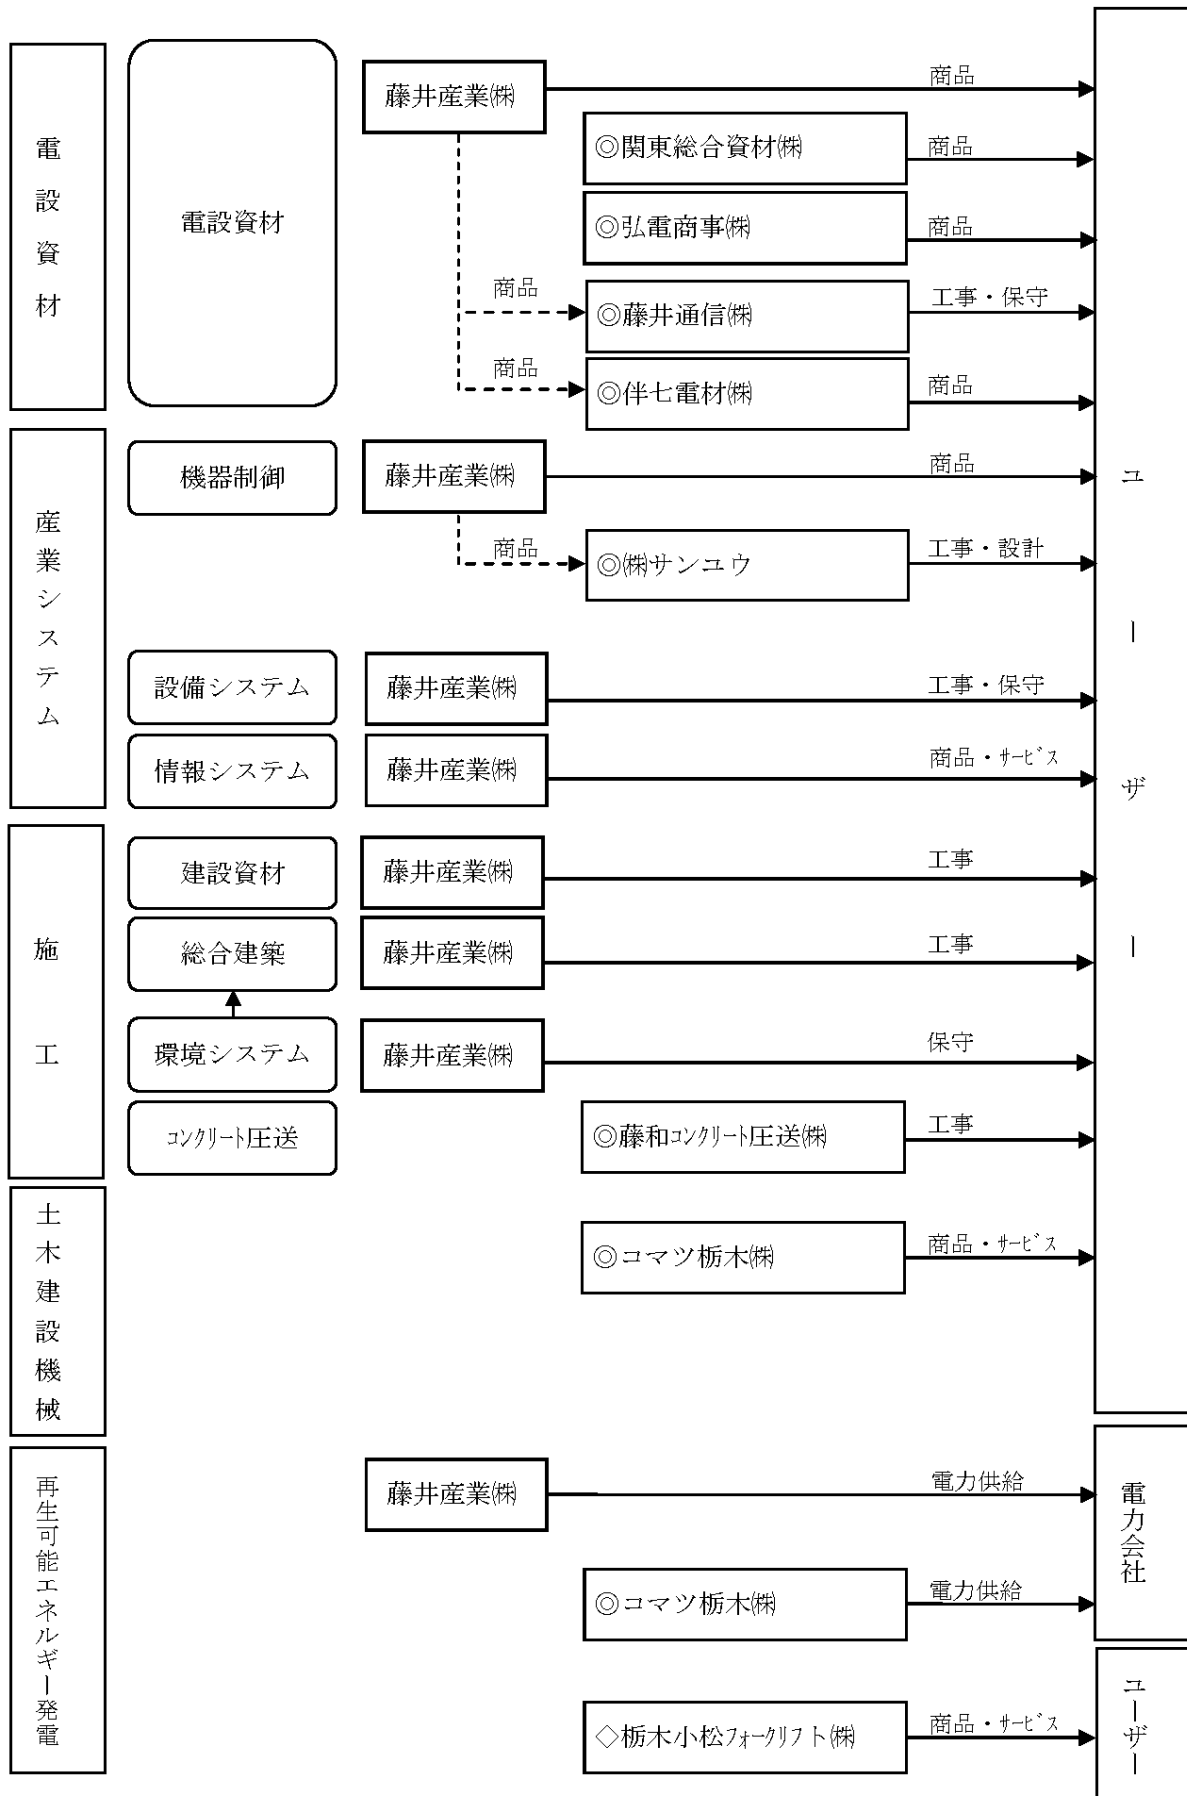 電設資材
電設資材
藤井産業㈱
商品
◎関東総合資材㈱
商品
◎弘電商事㈱
商品
商品
◎藤井通信㈱
工事・保守
商品
◎伴七電材㈱
商品
産業システム
機器制御
藤井産業㈱
商品
商品
◎㈱サンユウ
工事・設計
設備システム
藤井産業㈱
工事・保守
情報システム
藤井産業㈱
商品・ｻｰﾋﾞｽ
施工
建設資材
藤井産業㈱
工事
総合建築
藤井産業㈱
工事
環境システム
藤井産業㈱
保守
ｺﾝｸﾘｰﾄ圧送
◎藤和ｺﾝｸﾘｰﾄ圧送㈱
工事
土木建設機械
◎コマツ栃木㈱
商品・ｻｰﾋﾞｽ
ユーザー
再生可能エネルギー発電
藤井産業㈱
電力供給
◎コマツ栃木㈱
電力供給
電力会社
◇栃木小松ﾌｫｰｸﾘﾌﾄ㈱
商品・ｻｰﾋﾞｽ
ユーザー